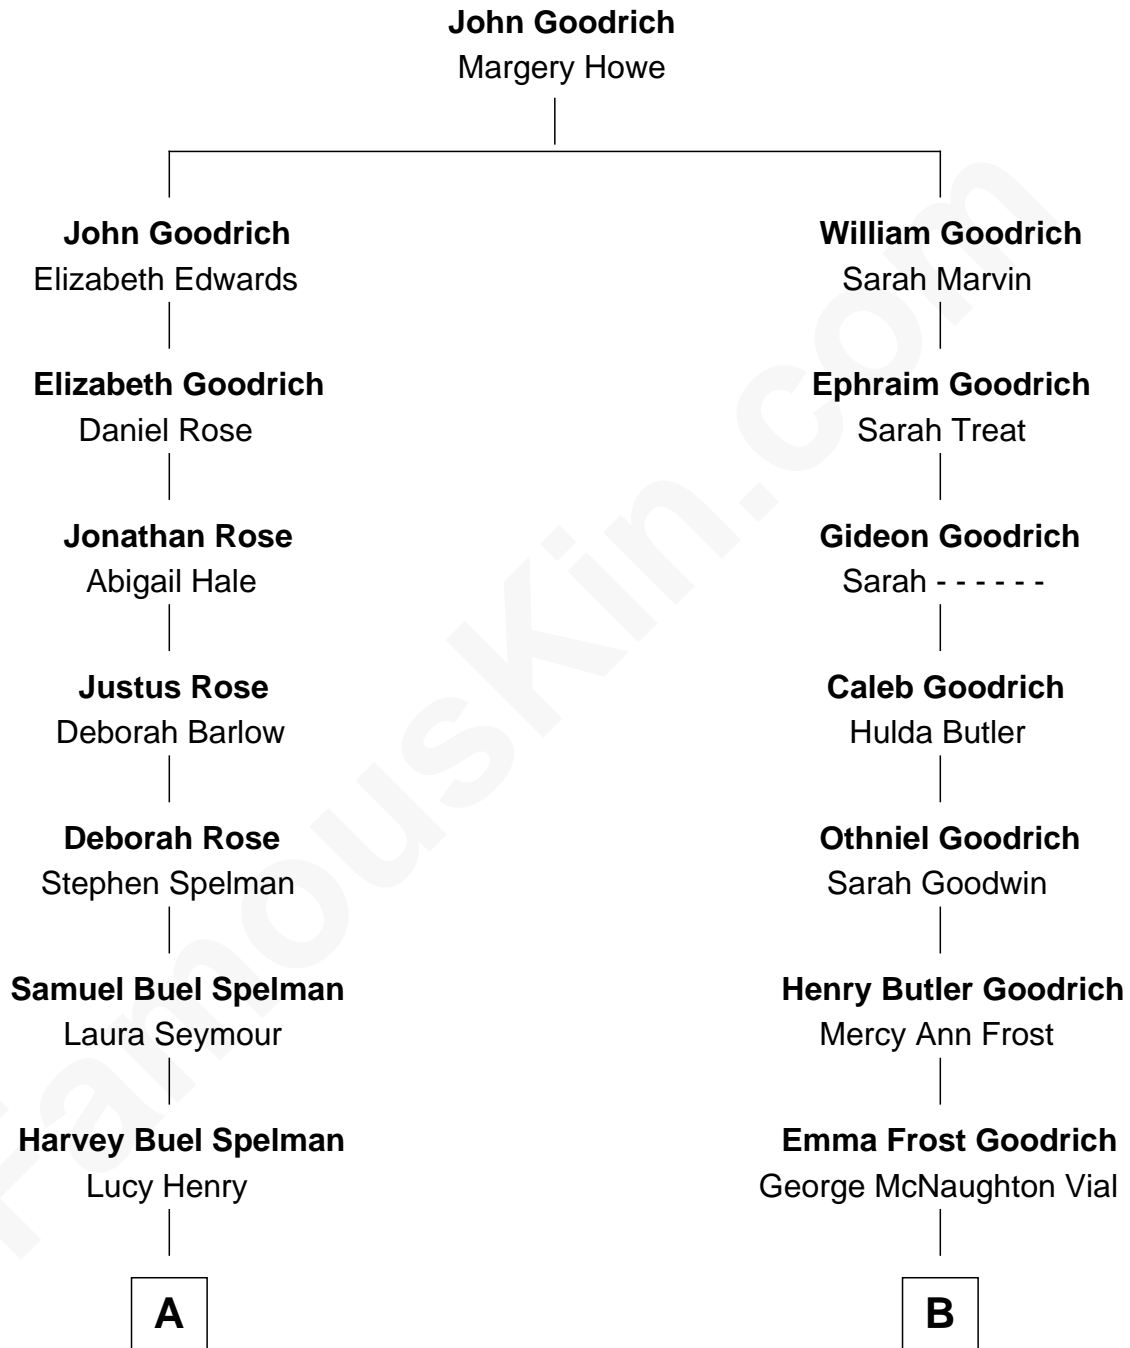 John Goodrich
Margery Howe
John Goodrich
Elizabeth Edwards
William Goodrich
Sarah Marvin
Elizabeth Goodrich
Daniel Rose
Ephraim Goodrich
Sarah Treat
Jonathan Rose
Abigail Hale
Gideon Goodrich
Sarah - - - - - -
Justus Rose
Deborah Barlow
Caleb Goodrich
Hulda Butler
Deborah Rose
Stephen Spelman
Othniel Goodrich
Sarah Goodwin
Samuel Buel Spelman
Laura Seymour
Henry Butler Goodrich
Mercy Ann Frost
Harvey Buel Spelman
Lucy Henry
Emma Frost Goodrich
George McNaughton Vial
A
B
FamousKin.com